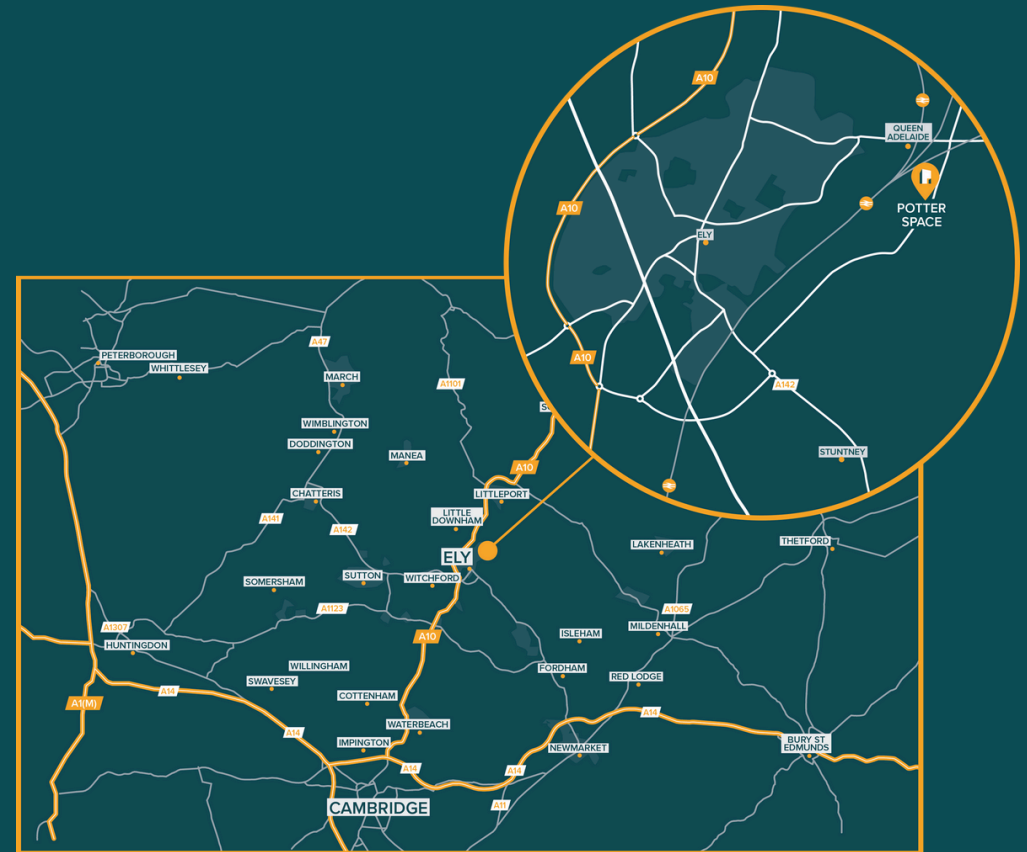 A10
QUEEN
ADELAIDE
POTTER
SPACE
A10
ELY
A10
A142
STUNTNEY
A47
PETERBOROUGH
WHITTLESEY
MARCH
A1101
WIMBLINGTON
DODDINGTON
MANEA
A10
CHATTERIS
LITTLEPORT
A141
LITTLE
DOWNHAM
A142
LAKENHEATH
THETFORD
ELY
SUTTON
WITCHFORD
SOMERSHAM
A1123
A1065
A1307
MILDENHALL
HUNTINGDON
A10
ISLEHAM
WILLINGHAM
FORDHAM
SWAVESEY
RED LODGE
A14
COTTENHAM
A1(M)
A14
WATERBEACH
A14
IMPINGTON
NEWMARKET
BURY ST
EDMUNDS
A14
A14
A11
CAMBRIDGE